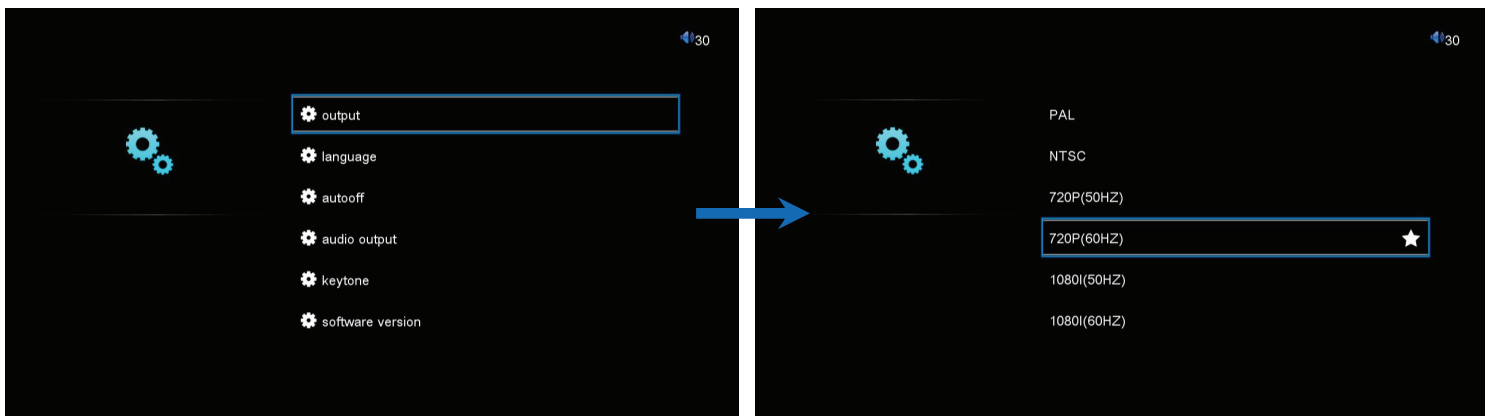 30
output
language
autooff
audio output
keytone
software version
30
PAL
NTSC
720P(50HZ)
720P(60HZ)
1080I(50HZ)
1080I(60HZ)